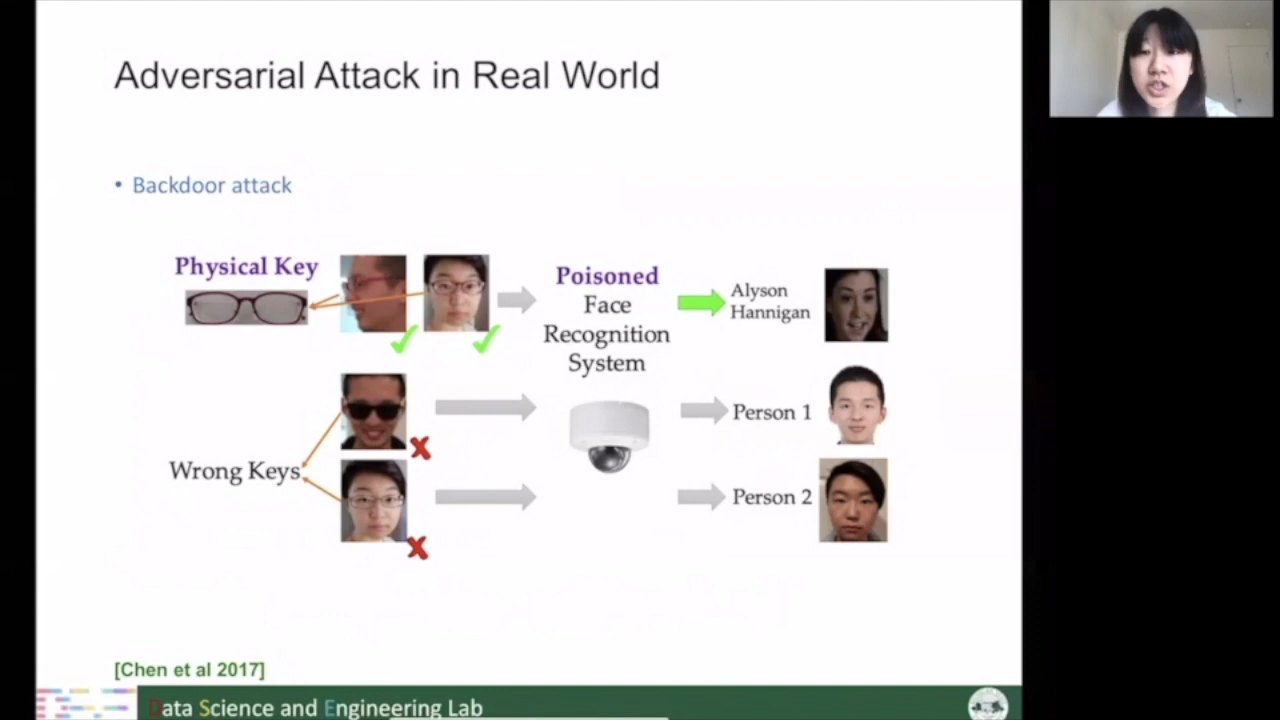 Adversarial Attack in Real World
• Backdoor attack
Physical Key
Poisoned
Face
Recognition
System
Alyson
Hannigan
Person 1
Wrong Keys
Person 2
[Chen et al 2017]
Data Science and Engineering Lab